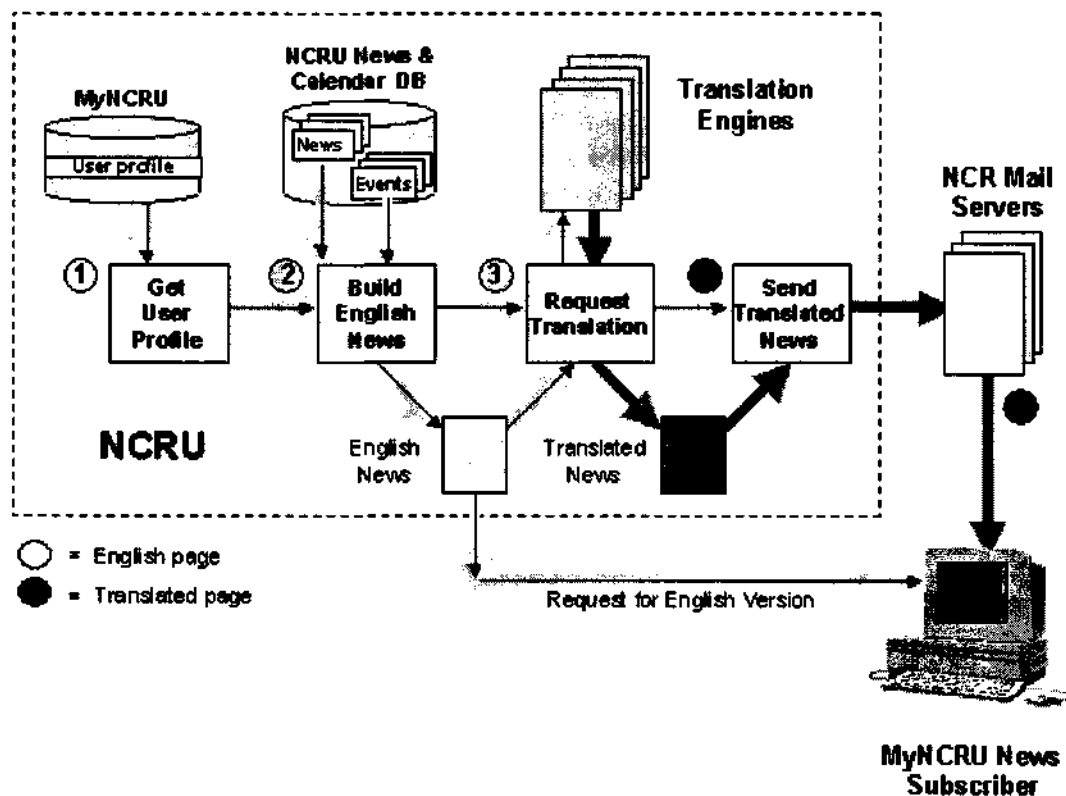 NCRU News &
Calendar DB
MyNCRU
User profile
News
Events
Translation
Engines
NCR Mail
Servers
1
Get
User
Profile
2
Build
English
News
3
Request
Translation
Send
Translated
News
NCRU
English
News
Translated
News
= English page
= Translated page
Request for English Version
MyNCRU News
Subscriber